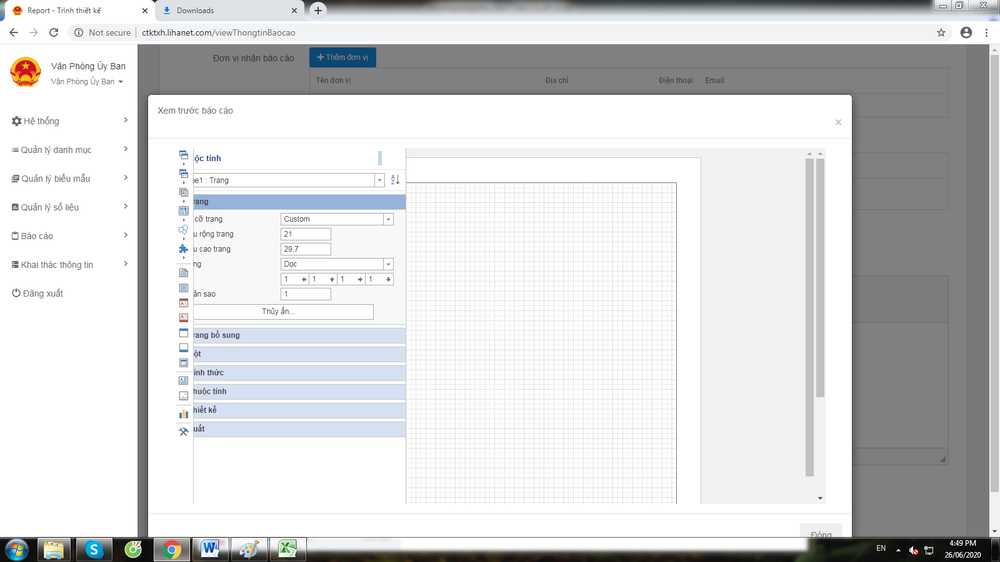 Report - Trình thiết kế
Downloads
Not secure
ctktxh.lihanet.com/viewThongtinBaocao
Văn Phòng Ủy Ban
Văn Phòng Ủy Ban
Hệ thống
Quản lý danh mục
Quản lý biểu mẫu
Quản lý số liệu
Báo cáo
Khai thác thông tin
Đăng xuất
Đơn vị nhận báo cáo
Thêm đơn vị
Tên đơn vị
Địa chỉ
Điện thoại
Email
Xem trước báo cáo
×
ộc tính
e1 : Trang
rang
cỡ trang
Custom
u rộng trang
21
u cao trang
29.7
ng
Dọc
1
1
1
1
ản sao
1
Thủy ấn...
rang bổ sung
ột
ình thức
huộc tính
hiết kế
uất
Đóng
EN
4:49 PM
26/06/2020